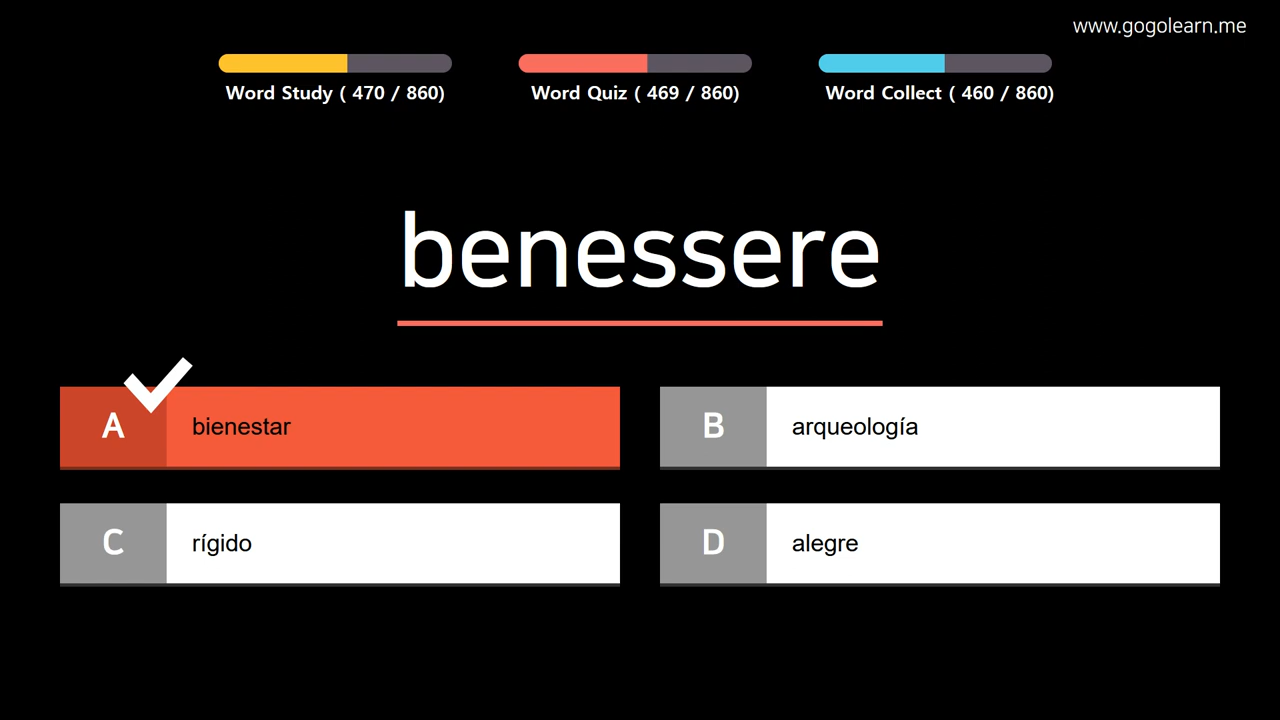 www.gogolearn.me
Word Study ( 470 / 860)
Word Quiz ( 469 / 860)
Word Collect ( 460 / 860)
benessere
A bienestar
B arqueología
C rígido
D alegre